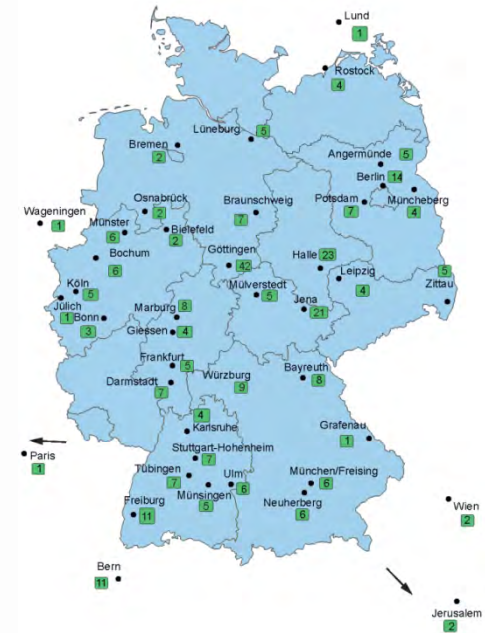 Lund
1
Rostock
4
Lüneburg
5
Bremen
2
Angermünde
5
Berlin
14
Potsdam
7
Müncheberg
4
Wageningen
1
Osnabrück
2
Münster
6
Bielefeld
2
Braunschweig
7
Bochum
6
Göttingen
42
Halle
23
Leipzig
4
Zittau
5
Köln
5
Jülich
1
Bonn
3
Mülverstedt
5
Jena
21
Marburg
8
Giessen
4
Frankfurt
5
Darmstadt
7
Würzburg
9
Bayreuth
8
Karlsruhe
4
Grafenau
1
Paris
1
Stuttgart-Hohenheim
7
Tübingen
7
Ulm
6
Münsingen
5
München/Freising
6
Neuherberg
6
Freiburg
11
Wien
2
Bern
11
Jerusalem
2